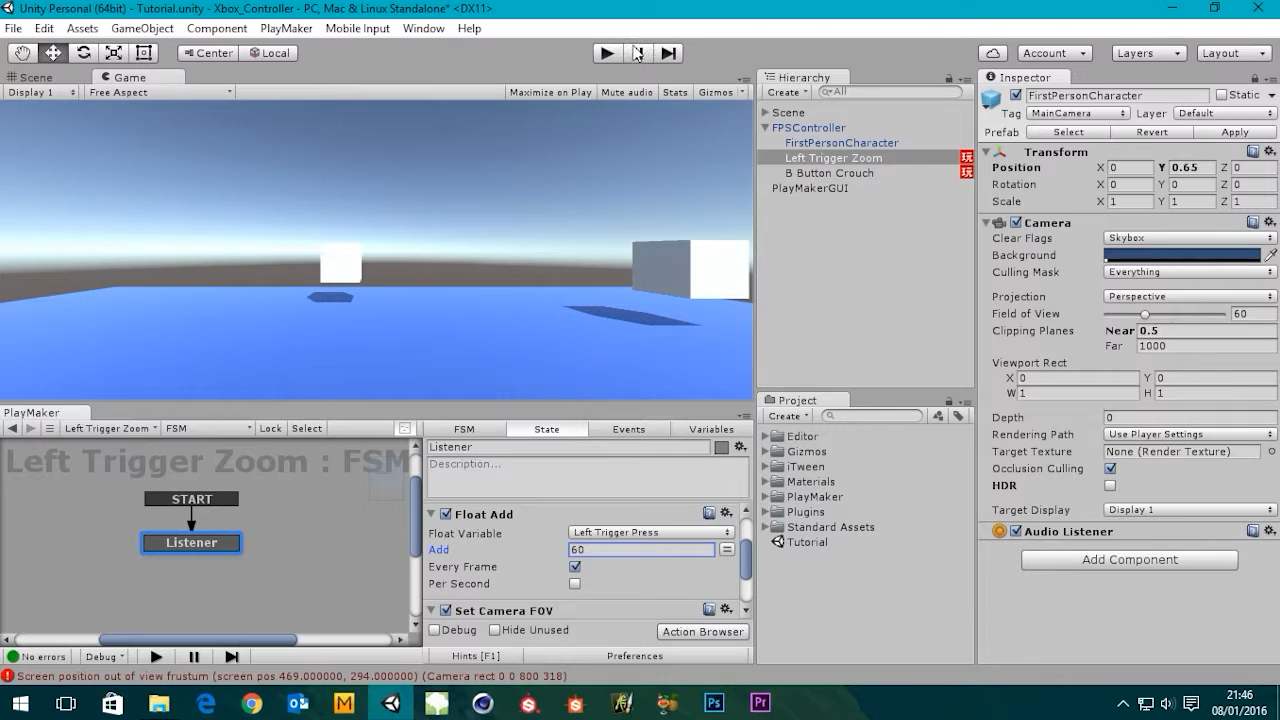 Unity Personal (64bit) - Tutorial.unity - Xbox_Controller - PC, Mac & Linux Standalone* <DX11>
File Edit Assets GameObject Component PlayMaker Mobile Input Window Help
Center Local Account Layers Layout
Scene Game
Display 1 Free Aspect Maximize on Play Mute audio Stats Gizmos
Hierarchy
Create All
Scene
FPSController
FirstPersonCharacter
Left Trigger Zoom
B Button Crouch
PlayMakerGUI
Inspector
FirstPersonCharacter Static
Tag MainCamera Layer Default
Prefab Select Revert Apply
Transform
Position X 0 Y 0.65 Z 0
Rotation X 0 Y 0 Z 0
Scale X 1 Y 1 Z 1
Camera
Clear Flags Skybox
Background
Culling Mask Everything
Projection Perspective
Field of View 60
Clipping Planes Near 0.5
Far 1000
Viewport Rect
X 0 Y 0
W 1 H 1
Depth 0
Rendering Path Use Player Settings
Target Texture None (Render Texture)
Occlusion Culling
HDR
Target Display Display 1
Audio Listener
Add Component
Project
Create
Editor
Gizmos
iTween
Materials
PlayMaker
Plugins
Standard Assets
Tutorial
PlayMaker
Left Trigger Zoom FSM Lock Select
Left Trigger Zoom : FSM
START
Listener
FSM State Events Variables
Listener
Description...
Float Add
Float Variable Left Trigger Press
Add 60
Every Frame
Per Second
Set Camera FOV
Debug Hide Unused Action Browser
No errors Debug Hints [F1] Preferences
Screen position out of view frustum (screen pos 469.000000, 294.000000) (Camera rect 0 0 800 318)
21:46
08/01/2016